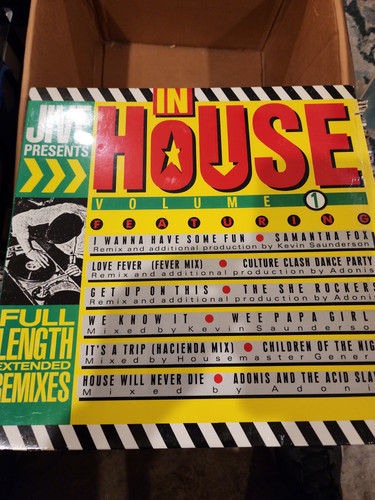 JIVE
PRESENTS
IN
HOUSE
VOLUME 1
FEATURING
I WANNA HAVE SOME FUN ● SAMANTHA FOX
Remix and additional production by Kevin Saunderson
LOVE FEVER (FEVER MIX) ● CULTURE CLASH DANCE PARTY
Remix and additional production by Adonis
GET UP ON THIS ● THE SHE ROCKERS
Remix and additional production by Adonis
WE KNOW IT ● WEE PAPA GIRL
Mixed by Kevin Saunderson
IT'S A TRIP (HACIENDA MIX) ● CHILDREN OF THE NIG
Mixed by Housemaster General
HOUSE WILL NEVER DIE ● ADONIS AND THE ACID SLA
Mixed by Adonis
FULL
LENGTH
EXTENDED
REMIXES